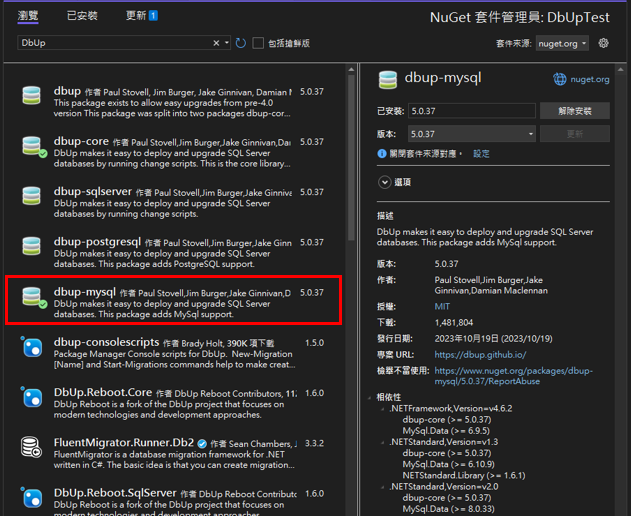 瀏覽 已安裝 更新 1 NuGet 套件管理員: DbUpTest
DbUp 包括搶鮮版 套件來源: nuget.org
dbup 作者 Paul Stovell, Jim Burger, Jake Ginnivan, Damian M 5.0.37
This package exists to allow easy upgrades from pre-4.0
version This package was split into two packages dbup-cor...
dbup-core 作者 Paul Stovell,Jim Burger,Jake Ginnivan,Dam 5.0.37
DbUp makes it easy to deploy and upgrade SQL Server
databases by running change scripts. This is the core library...
dbup-sqlserver 作者 Paul Stovell,Jim Burger,Jake Ginniva 5.0.37
DbUp makes it easy to deploy and upgrade SQL Server
databases by running change scripts.
dbup-postgresql 作者 Paul Stovell,Jim Burger,Jake Ginniv 5.0.37
DbUp makes it easy to deploy and upgrade SQL Server
databases. This package adds PostgreSQL support.
dbup-mysql 作者 Paul Stovell,Jim Burger,Jake Ginnivan,D 5.0.37
DbUp makes it easy to deploy and upgrade SQL Server
databases. This package adds MySql support.
dbup-consolescripts 作者 Brady Holt, 390K 項下載 1.5.0
Package Manager Console scripts for DbUp. New-Migration
[Name] and Start-Migrations commands help to make creat...
DbUp.Reboot.Core 作者 DbUp Reboot Contributors, 112 1.6.0
DbUp Reboot is a fork of the DbUp project that focuses on
modern technologies and development approaches.
FluentMigrator.Runner.Db2 作者 Sean Chambers, J 3.3.2
FluentMigrator is a database migration framework for .NET
written in C#. The basic idea is that you can create migration...
DbUp.Reboot.SqlServer 作者 DbUp Reboot Contributo 1.6.0
DbUp Reboot is a fork of the DbUp project that focuses on
modern technologies and development approaches.
dbup-mysql nuget.org
已安裝: 5.0.37 解除安裝
版本: 5.0.37 更新
關閉套件來源對應。 設定
選項
描述
DbUp makes it easy to deploy and upgrade SQL Server
databases. This package adds MySql support.
版本: 5.0.37
作者: Paul Stovell,Jim Burger,Jake
Ginnivan,Damian Maclennan
授權: MIT
下載: 1,481,804
發行日期: 2023年10月19日 (2023/10/19)
專案 URL: https://dbup.github.io/
檢舉不當使用: https://www.nuget.org/packages/dbup-
mysql/5.0.37/ReportAbuse
相依性
.NETFramework,Version=v4.6.2
dbup-core (>= 5.0.37)
MySql.Data (>= 6.9.5)
.NETStandard,Version=v1.3
dbup-core (>= 5.0.37)
MySql.Data (>= 6.10.9)
NETStandard.Library (>= 1.6.1)
.NETStandard,Version=v2.0
dbup-core (>= 5.0.37)
MySql.Data (>= 8.0.33)